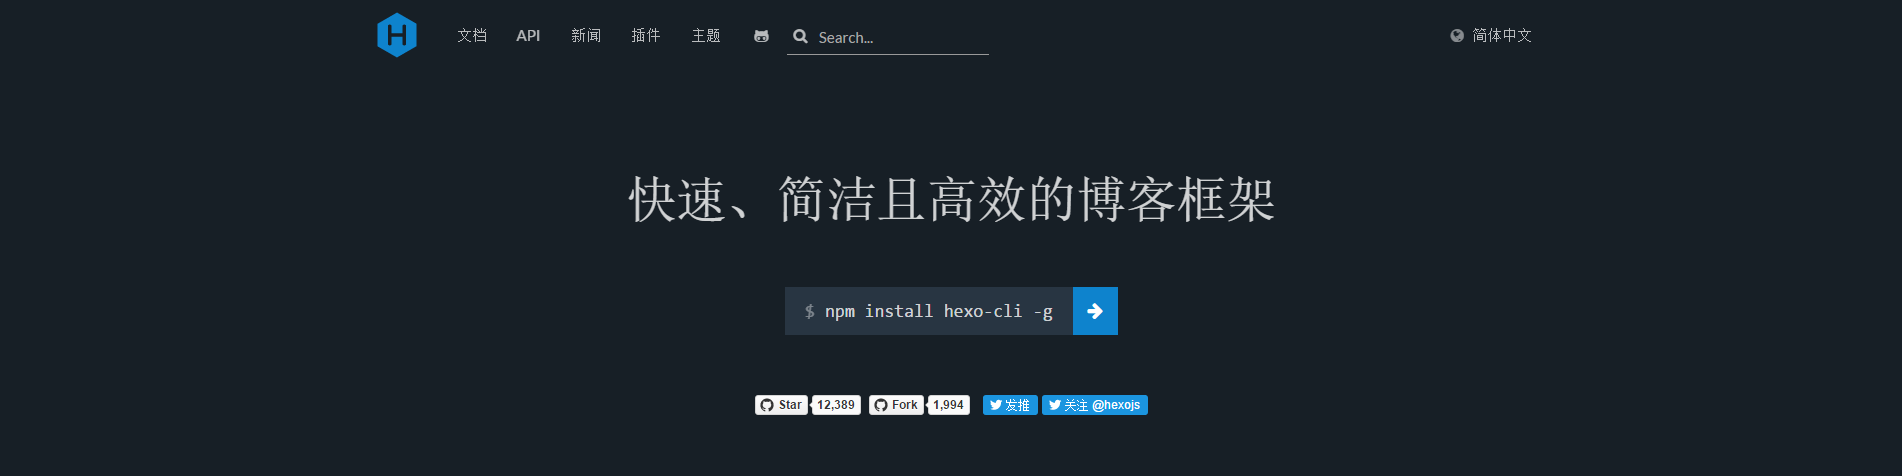 H 文档 API 新闻 插件 主题 Search... 简体中文
快速、简洁且高效的博客框架
$ npm install hexo-cli -g
Star 12,389 Fork 1,994 发推 关注 @hexojs